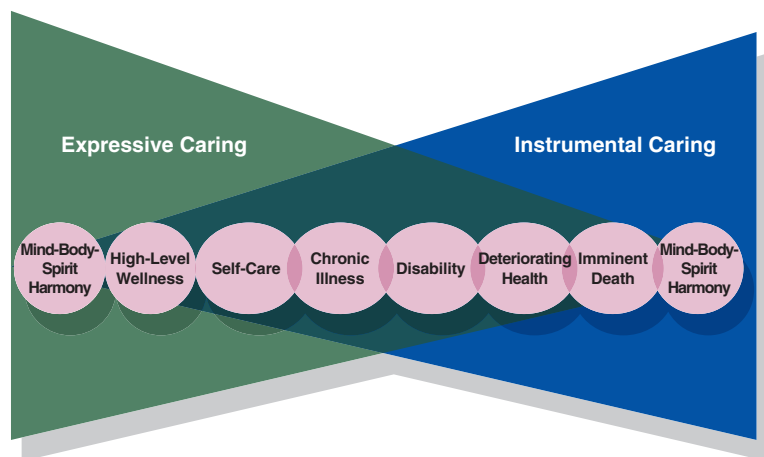 Expressive Caring
Instrumental Caring
Mind-Body-
Spirit
Harmony
High-Level
Wellness
Self-Care
Chronic
Illness
Disability
Deteriorating
Health
Imminent
Death
Mind-Body-
Spirit
Harmony